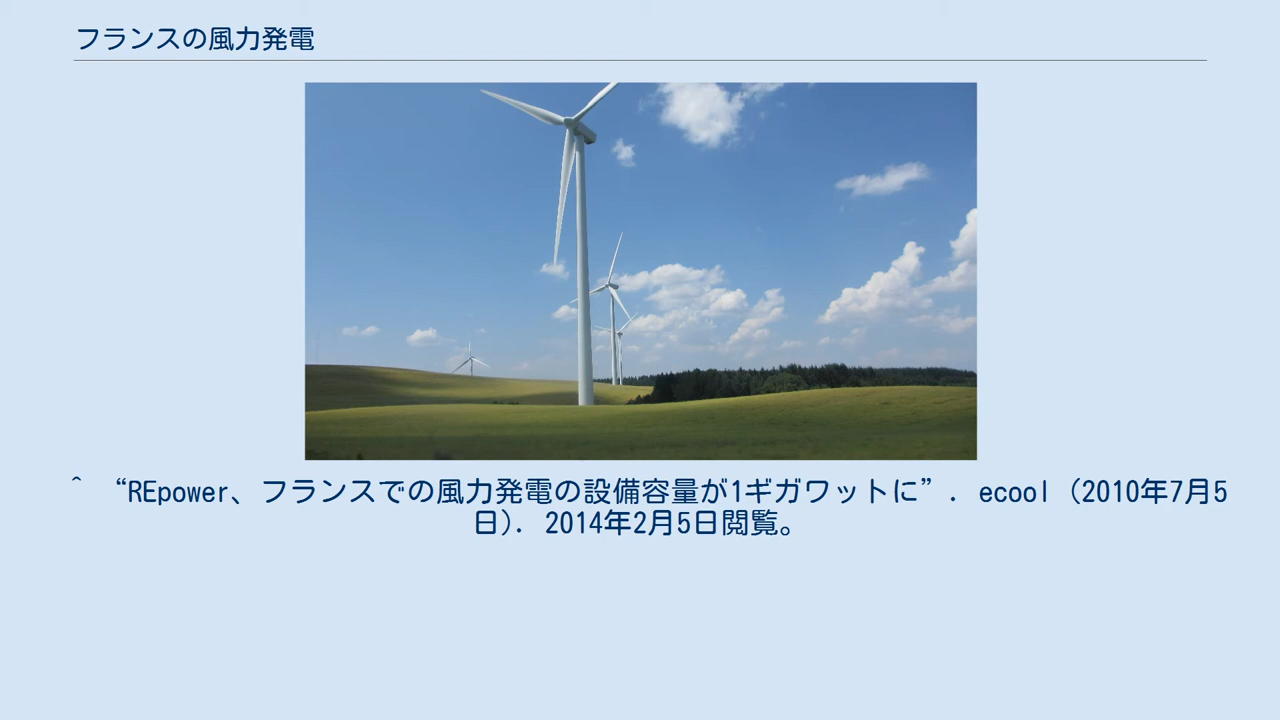 フランスの風力発電
^ “REpower、フランスでの風力発電の設備容量が1ギガワットに”. ecool (2010年7月5
日). 2014年2月5日閲覧。